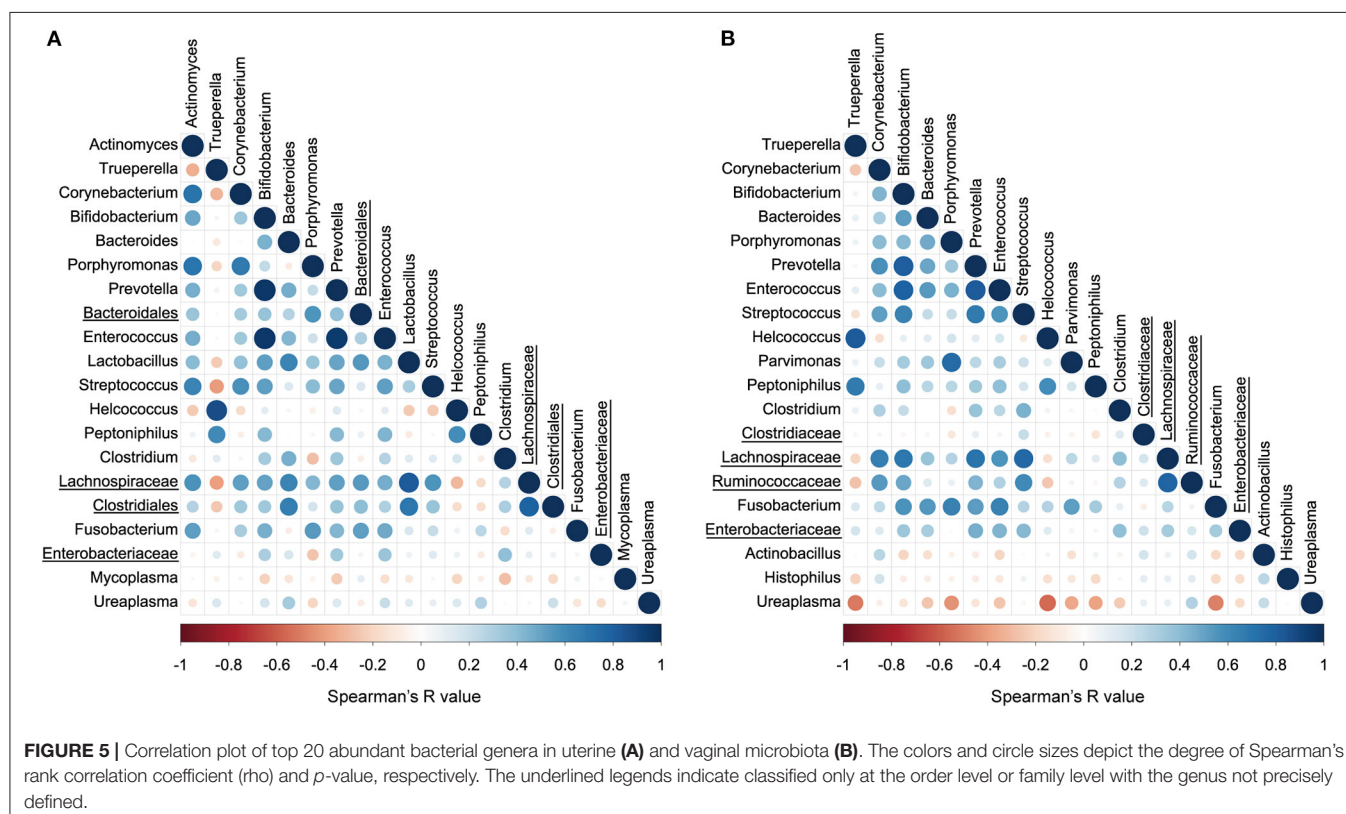 A
Actinomyces
Trueperella
Corynebacterium
Bifidobacterium
Bacteroides
Porphyromonas
Prevotella
Bacteroidales
Enterococcus
Lactobacillus
Streptococcus
Helcococcus
Peptoniphilus
Clostridium
Lachnospiraceae
Clostridiales
Fusobacterium
Enterobacteriaceae
Mycoplasma
Ureaplasma
Actinomyces
Trueperella
Corynebacterium
Bifidobacterium
Bacteroides
Porphyromonas
Prevotella
Bacteroidales
Enterococcus
Lactobacillus
Streptococcus
Helcococcus
Peptoniphilus
Clostridium
Lachnospiraceae
Clostridiales
Fusobacterium
Enterobacteriaceae
Mycoplasma
Ureaplasma
-1 -0.8 -0.6 -0.4 -0.2 0 0.2 0.4 0.6 0.8 1
Spearman's R value
B
Trueperella
Corynebacterium
Bifidobacterium
Bacteroides
Porphyromonas
Prevotella
Enterococcus
Streptococcus
Helcococcus
Parvimonas
Peptoniphilus
Clostridium
Clostridiaceae
Lachnospiraceae
Ruminococcaceae
Fusobacterium
Enterobacteriaceae
Actinobacillus
Histophilus
Ureaplasma
Trueperella
Corynebacterium
Bifidobacterium
Bacteroides
Porphyromonas
Prevotella
Enterococcus
Streptococcus
Helcococcus
Parvimonas
Peptoniphilus
Clostridium
Clostridiaceae
Lachnospiraceae
Ruminococcaceae
Fusobacterium
Enterobacteriaceae
Actinobacillus
Histophilus
Ureaplasma
-1 -0.8 -0.6 -0.4 -0.2 0 0.2 0.4 0.6 0.8 1
Spearman's R value
FIGURE 5 | Correlation plot of top 20 abundant bacterial genera in uterine (A) and vaginal microbiota (B). The colors and circle sizes depict the degree of Spearman's
rank correlation coefficient (rho) and p-value, respectively. The underlined legends indicate classified only at the order level or family level with the genus not precisely
defined.